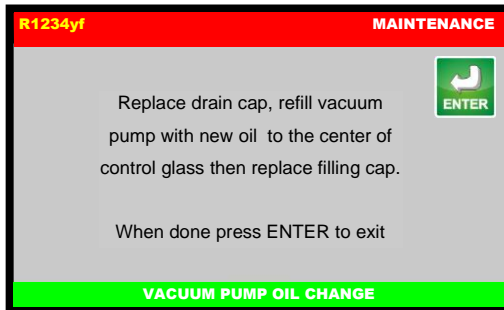 R1234yf MAINTENANCE
ENTER
Replace drain cap, refill vacuum
pump with new oil to the center of
control glass then replace filling cap.
When done press ENTER to exit
VACUUM PUMP OIL CHANGE